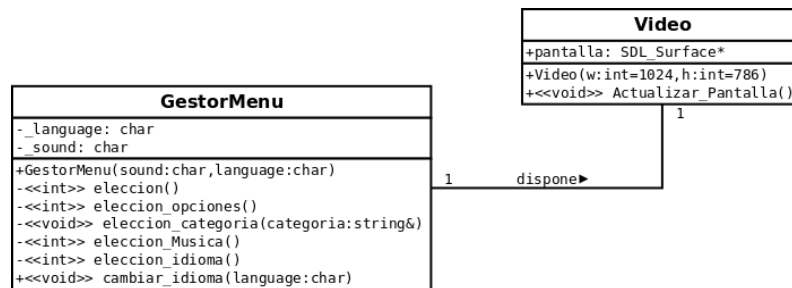 Video
+pantalla: SDL_Surface*
+Video(w:int=1024,h:int=786)
+<<void>> Actualizar_Pantalla()
1
GestorMenu
-_language: char
-_sound: char
+GestorMenu(sound:char,language:char)
-<<int>> eleccion()
-<<int>> eleccion_opciones()
-<<void>> eleccion_categoria(categoria:string&)
-<<int>> eleccion_Musica()
-<<int>> eleccion_idioma()
+<<void>> cambiar_idioma(language:char)
1 dispone►